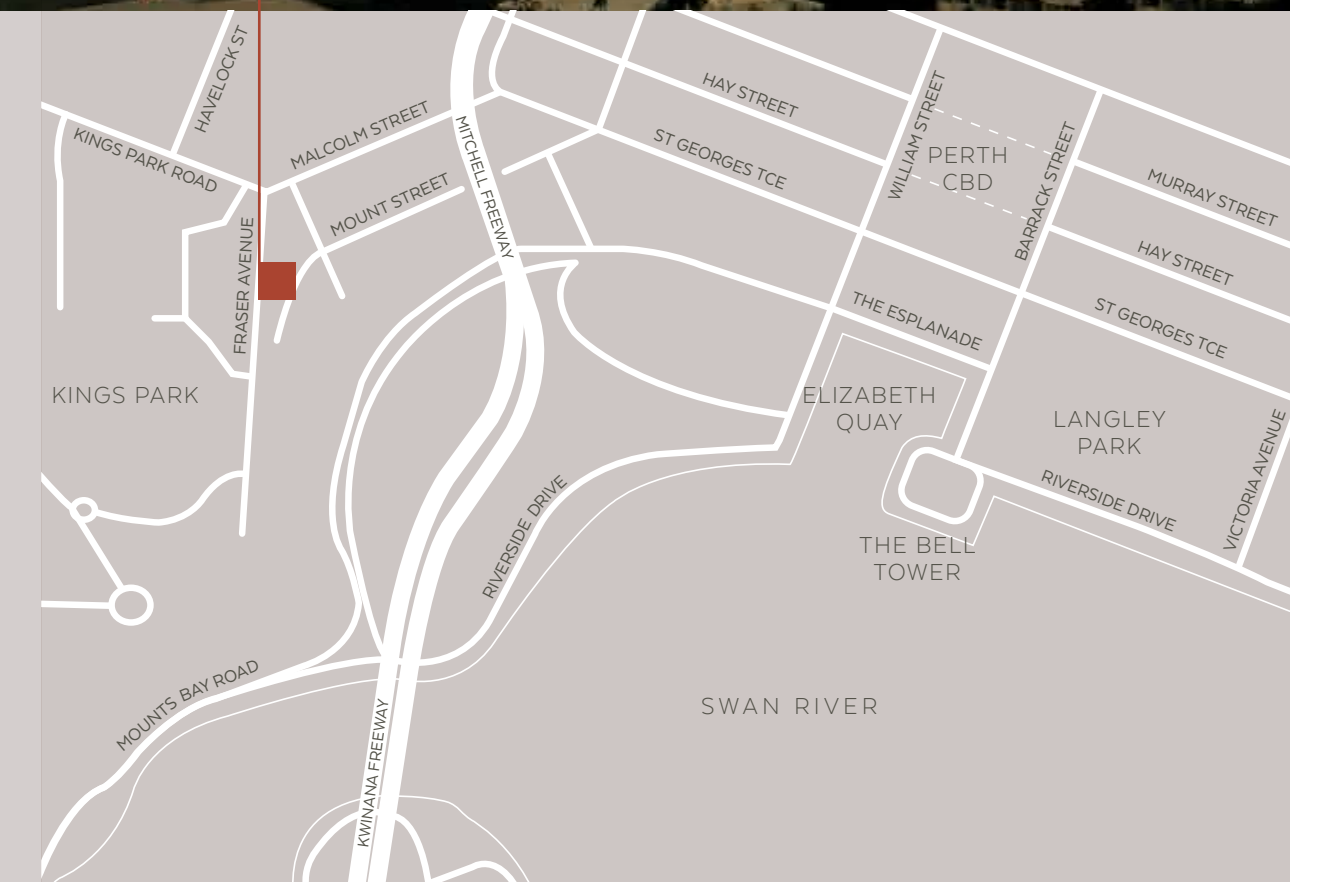 HAVELOCK ST
KINGS PARK ROAD
MALCOLM STREET
MOUNT STREET
MITCHELL FREEWAY
HAY STREET
ST GEORGES TCE
WILLIAM STREET
PERTH
CBD
BARRACK STREET
MURRAY STREET
HAY STREET
ST GEORGES TCE
FRASER AVENUE
THE ESPLANADE
KINGS PARK
ELIZABETH
QUAY
LANGLEY
PARK
VICTORIA AVENUE
RIVERSIDE DRIVE
RIVERSIDE DRIVE
THE BELL
TOWER
MOUNTS BAY ROAD
SWAN RIVER
KWINANA FREEWAY